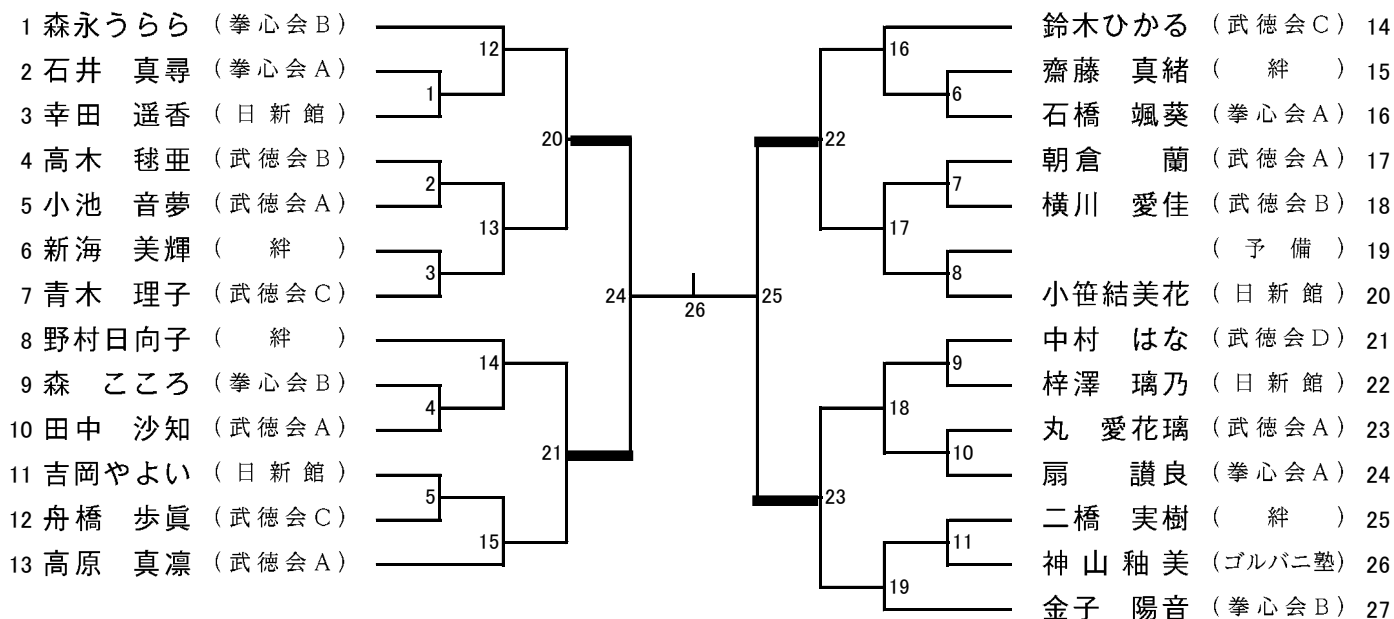 1 森永うらら (拳心会B)
2 石井 真尋 (拳心会A)
3 幸田 遥香 (日新館)
4 高木 毬亜 (武徳会B)
5 小池 音夢 (武徳会A)
6 新海 美輝 (絆)
7 青木 理子 (武徳会C)
8 野村日向子 (絆)
9 森 こころ (拳心会B)
10 田中 沙知 (武徳会A)
11 吉岡やよい (日新館)
12 舟橋 歩眞 (武徳会C)
13 高原 真凛 (武徳会A)
12
1
2
13
3
20
14
4
5
15
21
24
26
25
22
16
6
7
17
8
23
9
18
10
11
19
鈴木ひかる (武徳会C) 14
齋藤 真緒 (絆) 15
石橋 颯葵 (拳心会A) 16
朝倉 蘭 (武徳会A) 17
横川 愛佳 (武徳会B) 18
(予備) 19
小笹結美花 (日新館) 20
中村 はな (武徳会D) 21
梓澤 璃乃 (日新館) 22
丸 愛花璃 (武徳会A) 23
扇 讃良 (拳心会A) 24
二橋 実樹 (絆) 25
神山釉美 (ゴルバニ塾) 26
金子 陽音 (拳心会B) 27